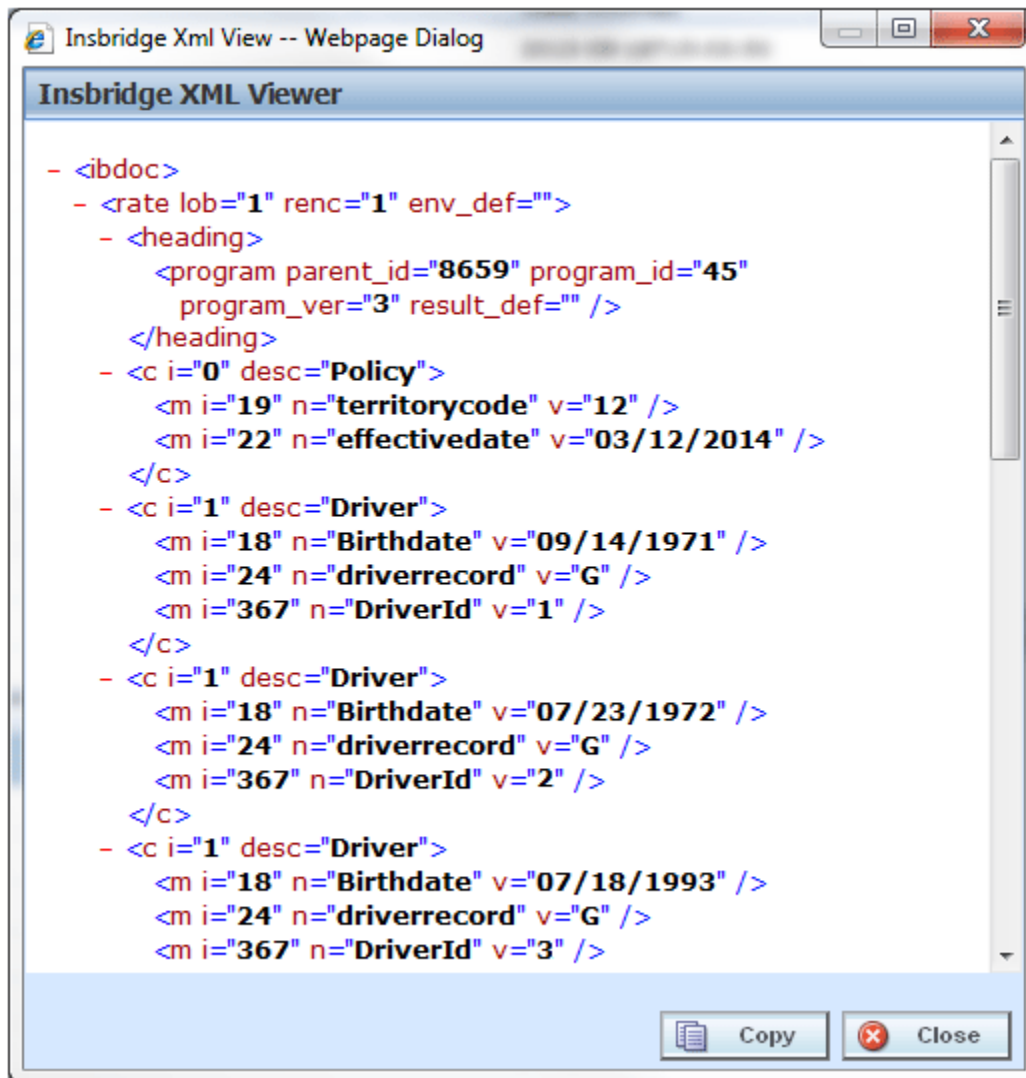 Insbridge Xml View -- Webpage Dialog
Insbridge XML Viewer
- <ibdoc>
- <rate lob="1" renc="1" env_def="">
- <heading>
<program parent_id="8659" program_id="45"
program_ver="3" result_def="" />
</heading>
- <c i="0" desc="Policy">
<m i="19" n="territorycode" v="12" />
<m i="22" n="effectivedate" v="03/12/2014" />
</c>
- <c i="1" desc="Driver">
<m i="18" n="Birthdate" v="09/14/1971" />
<m i="24" n="driverrecord" v="G" />
<m i="367" n="DriverId" v="1" />
</c>
- <c i="1" desc="Driver">
<m i="18" n="Birthdate" v="07/23/1972" />
<m i="24" n="driverrecord" v="G" />
<m i="367" n="DriverId" v="2" />
</c>
- <c i="1" desc="Driver">
<m i="18" n="Birthdate" v="07/18/1993" />
<m i="24" n="driverrecord" v="G" />
<m i="367" n="DriverId" v="3" />
Copy Close